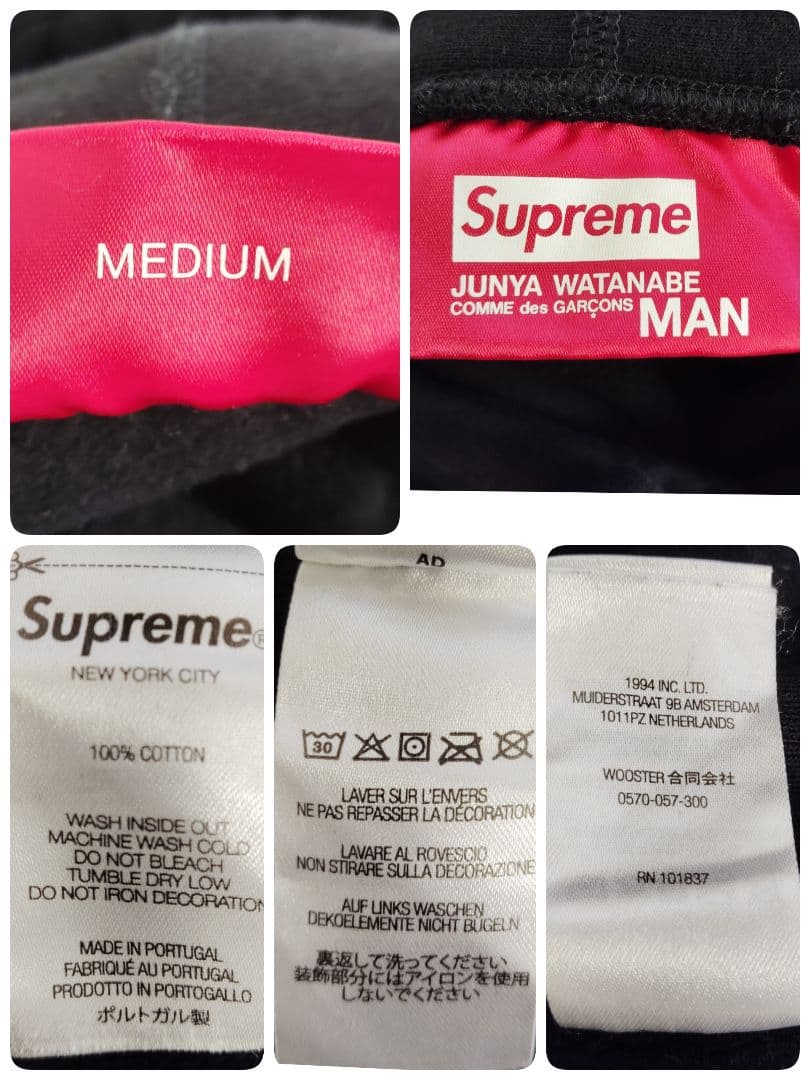 MEDIUM
Supreme
JUNYA WATANABE
COMME des GARÇONS MAN
Supreme®
NEW YORK CITY
100% COTTON
WASH INSIDE OUT
MACHINE WASH COLD
DO NOT BLEACH
TUMBLE DRY LOW
DO NOT IRON DECORATION
MADE IN PORTUGAL
FABRIQUÉ AU PORTUGAL
PRODOTTO IN PORTOGALLO
ポルトガル製
AD
30
LAVER SUR L'ENVERS
NE PAS REPASSER LA DÉCORATION
LAVARE AL ROVESCIO
NON STIRARE SULLA DECORAZIONE
AUF LINKS WASCHEN
DEKOELEMENTE NICHT BÜGELN
裏返して洗ってください
装飾部分にはアイロンを使用
しないでください
1994 INC. LTD.
MUIDERSTRAAT 9B AMSTERDAM
1011PZ NETHERLANDS
WOOSTER 合同会社
0570-057-300
RN 101837